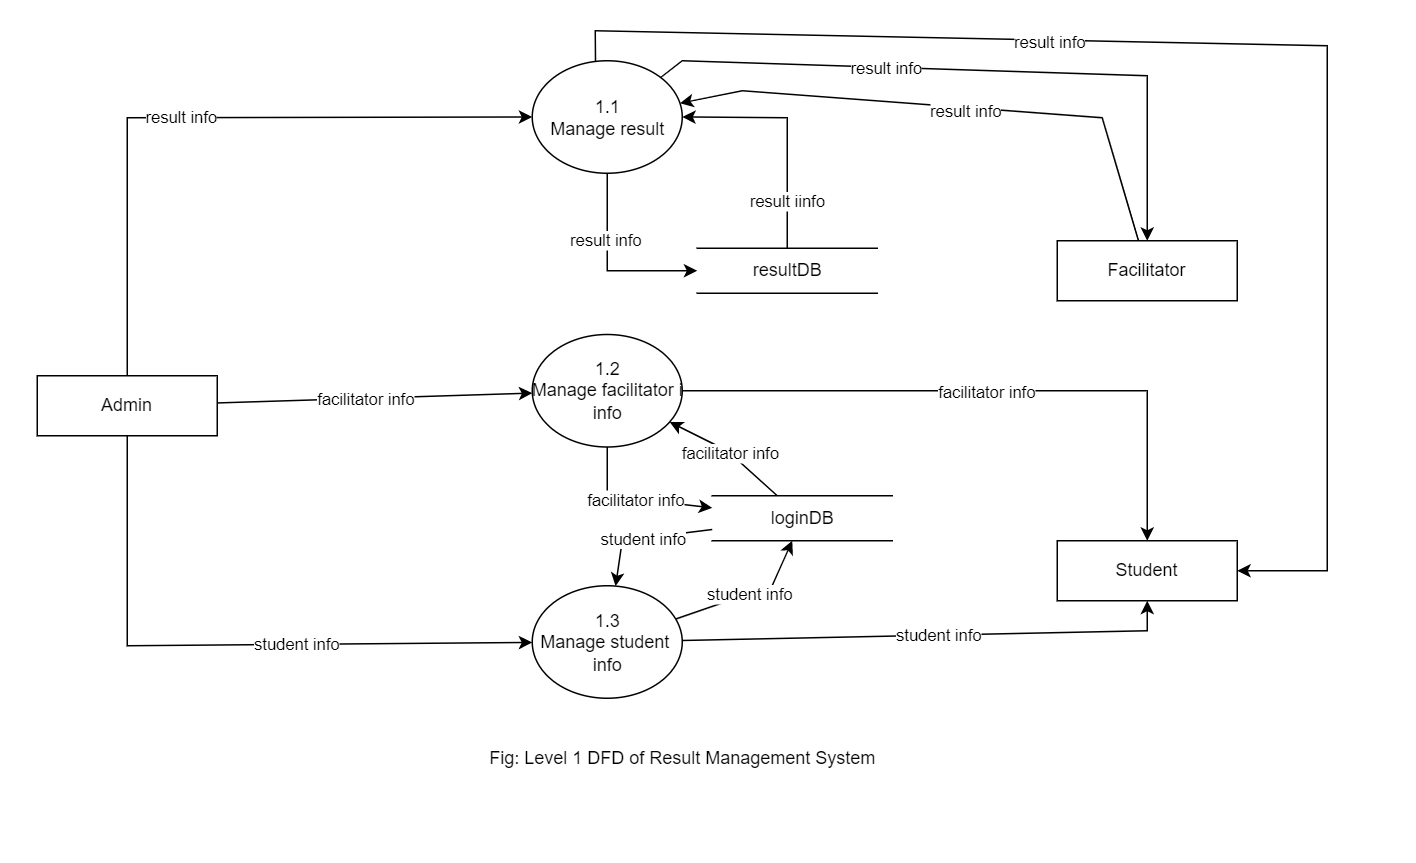 result info
result info
result info
result info
1.1
Manage result
result iinfo
result info
resultDB
Facilitator
1.2
Manage facilitator i
info
Admin
facilitator info
facilitator info
facilitator info
facilitator info
loginDB
student info
Student
student info
1.3
Manage student
info
student info
student info
Fig: Level 1 DFD of Result Management System